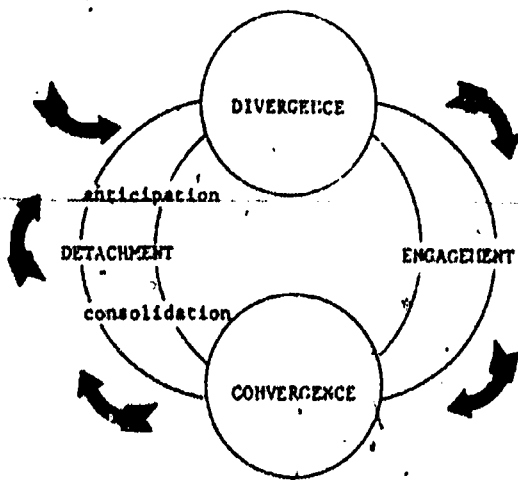 DIVERGENCE
anticipation
DETACHMENT
ENGAGEMENT
consolidation
CONVERGENCE